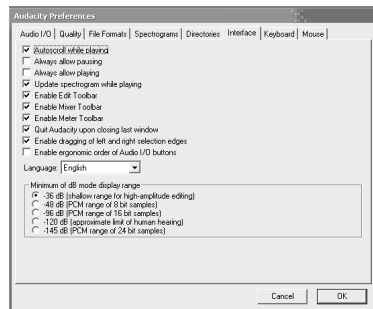 Audacity Preferences
Audio I/O Quality File Formats Spectrograms Directories Interface Keyboard Mouse
Autoscroll while playing
Always allow pausing
Always allow playing
Update spectrogram while playing
Enable Edit Toolbar
Enable Mixer Toolbar
Enable Meter Toolbar
Quit Audacity upon closing last window
Enable dragging of left and right selection edges
Enable ergonomic order of Audio I/O buttons
Language: English
Minimum of dB mode display range
-36 dB (shallow range for high-amplitude editing)
-48 dB (PCM range of 8 bit samples)
-96 dB (PCM range of 16 bit samples)
-120 dB (approximate limit of human hearing)
-145 dB (PCM range of 24 bit samples)
Cancel OK